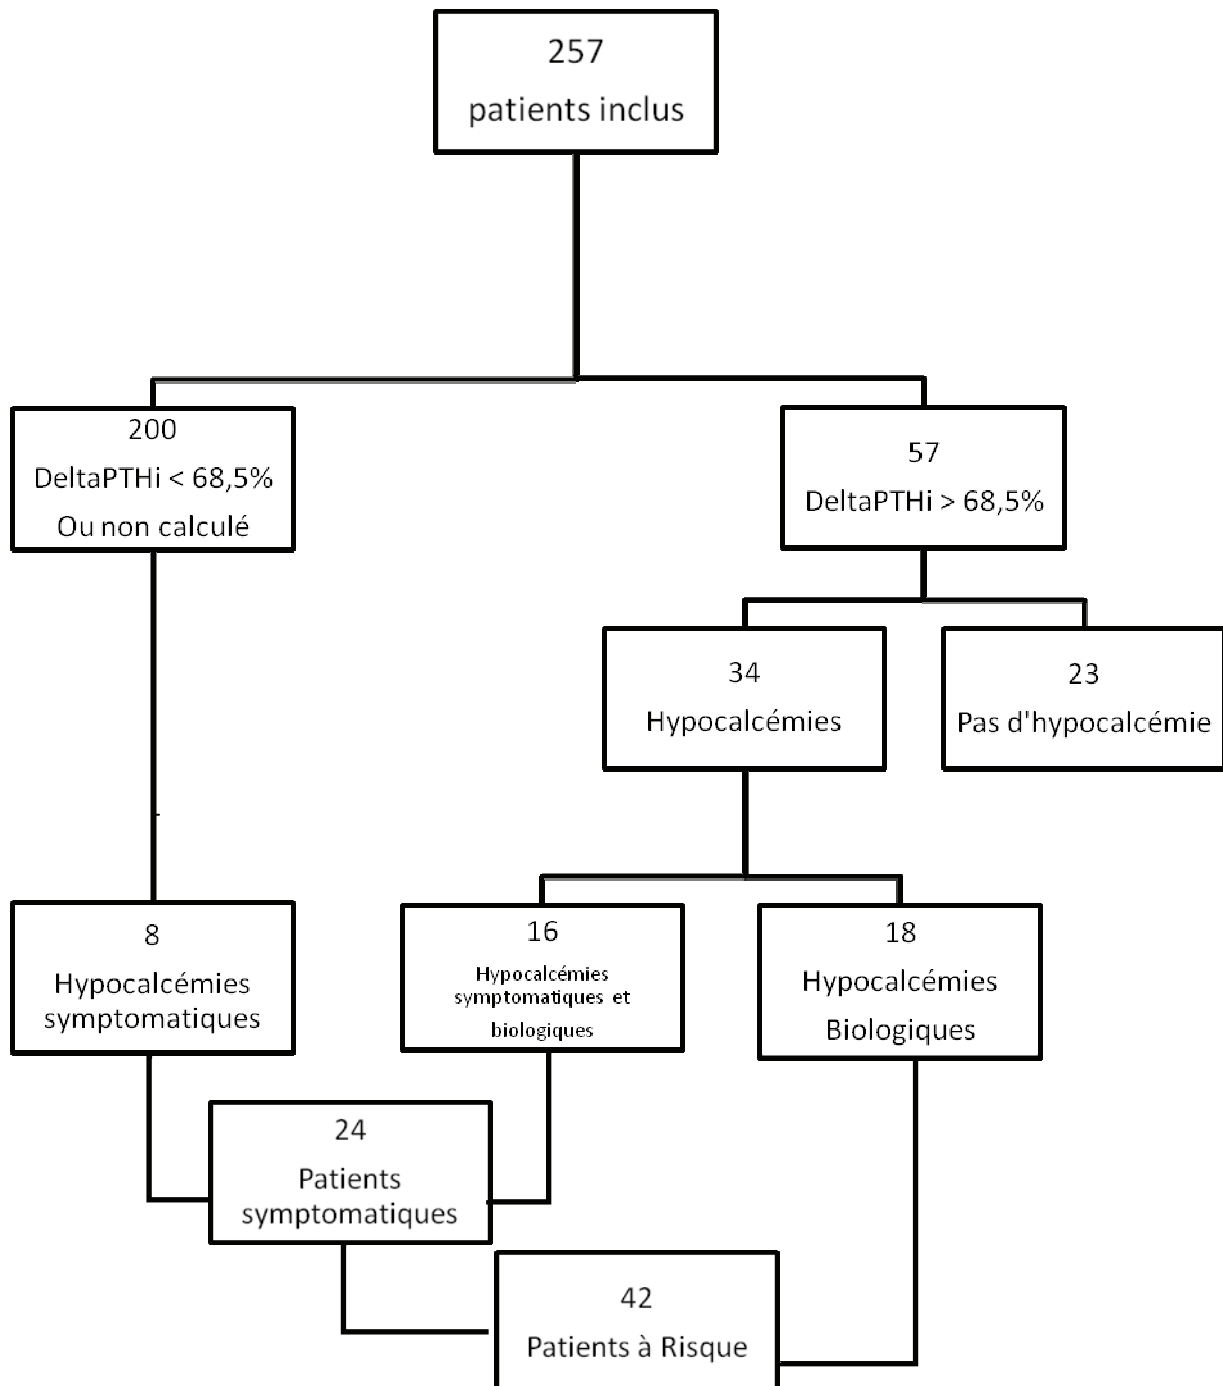 257
patients inclus
200
DeltaPTHi < 68,5%
Ou non calculé
57
DeltaPTHi > 68,5%
34
Hypocalcémies
23
Pas d'hypocalcémie
8
Hypocalcémies
symptomatiques
16
Hypocalcémies
symptomatiques et
biologiques
18
Hypocalcémies
Biologiques
24
Patients
symptomatiques
42
Patients à Risque